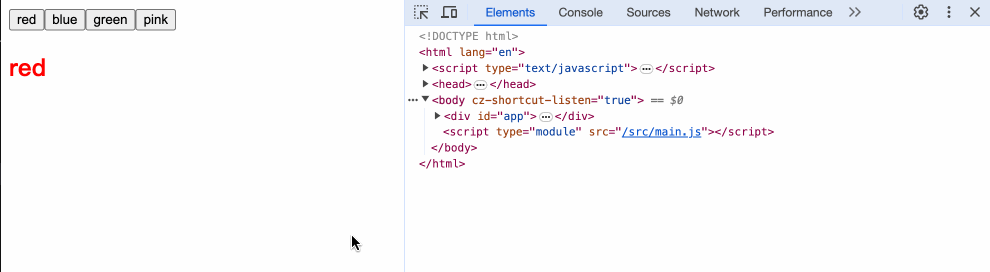 red blue green pink
red
Elements Console Sources Network Performance
<!DOCTYPE html>
<html lang="en">
<script type="text/javascript"> ••• </script>
<head> ••• </head>
••• <body cz-shortcut-listen="true"> == $0
<div id="app"> ••• </div>
<script type="module" src="/src/main.js"></script>
</body>
</html>